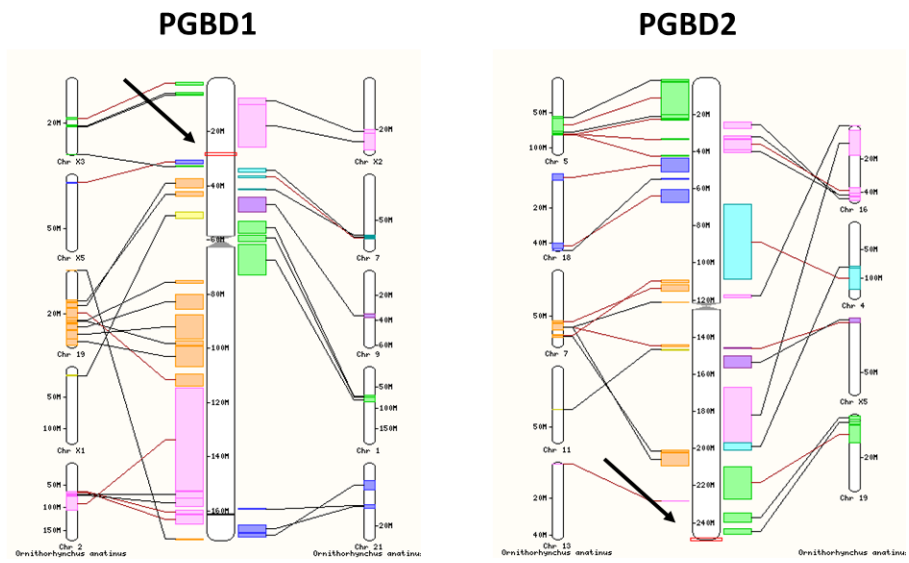 PGBD1
PGBD2
20M
Chr X3
50M
Chr X5
20M
Chr 19
50M
100M
Chr X1
50M
100M
150M
Chr 2
Ornithorhynchus anatinus
20M
40M
60M
80M
100M
120M
140M
160M
20M
Chr X2
50M
Chr 7
20M
40M
60M
Chr 9
50M
100M
150M
Chr 1
20M
Chr 21
Ornithorhynchus anatinus
50M
100M
Chr 5
20M
40M
Chr 18
50M
Chr 7
50M
Chr 11
20M
40M
Chr 13
Ornithorhynchus anatinus
20M
40M
60M
80M
100M
120M
140M
160M
180M
200M
220M
240M
20M
40M
Chr 16
50M
100M
Chr 4
50M
Chr X5
20M
Chr 19
Ornithorhynchus anatinus